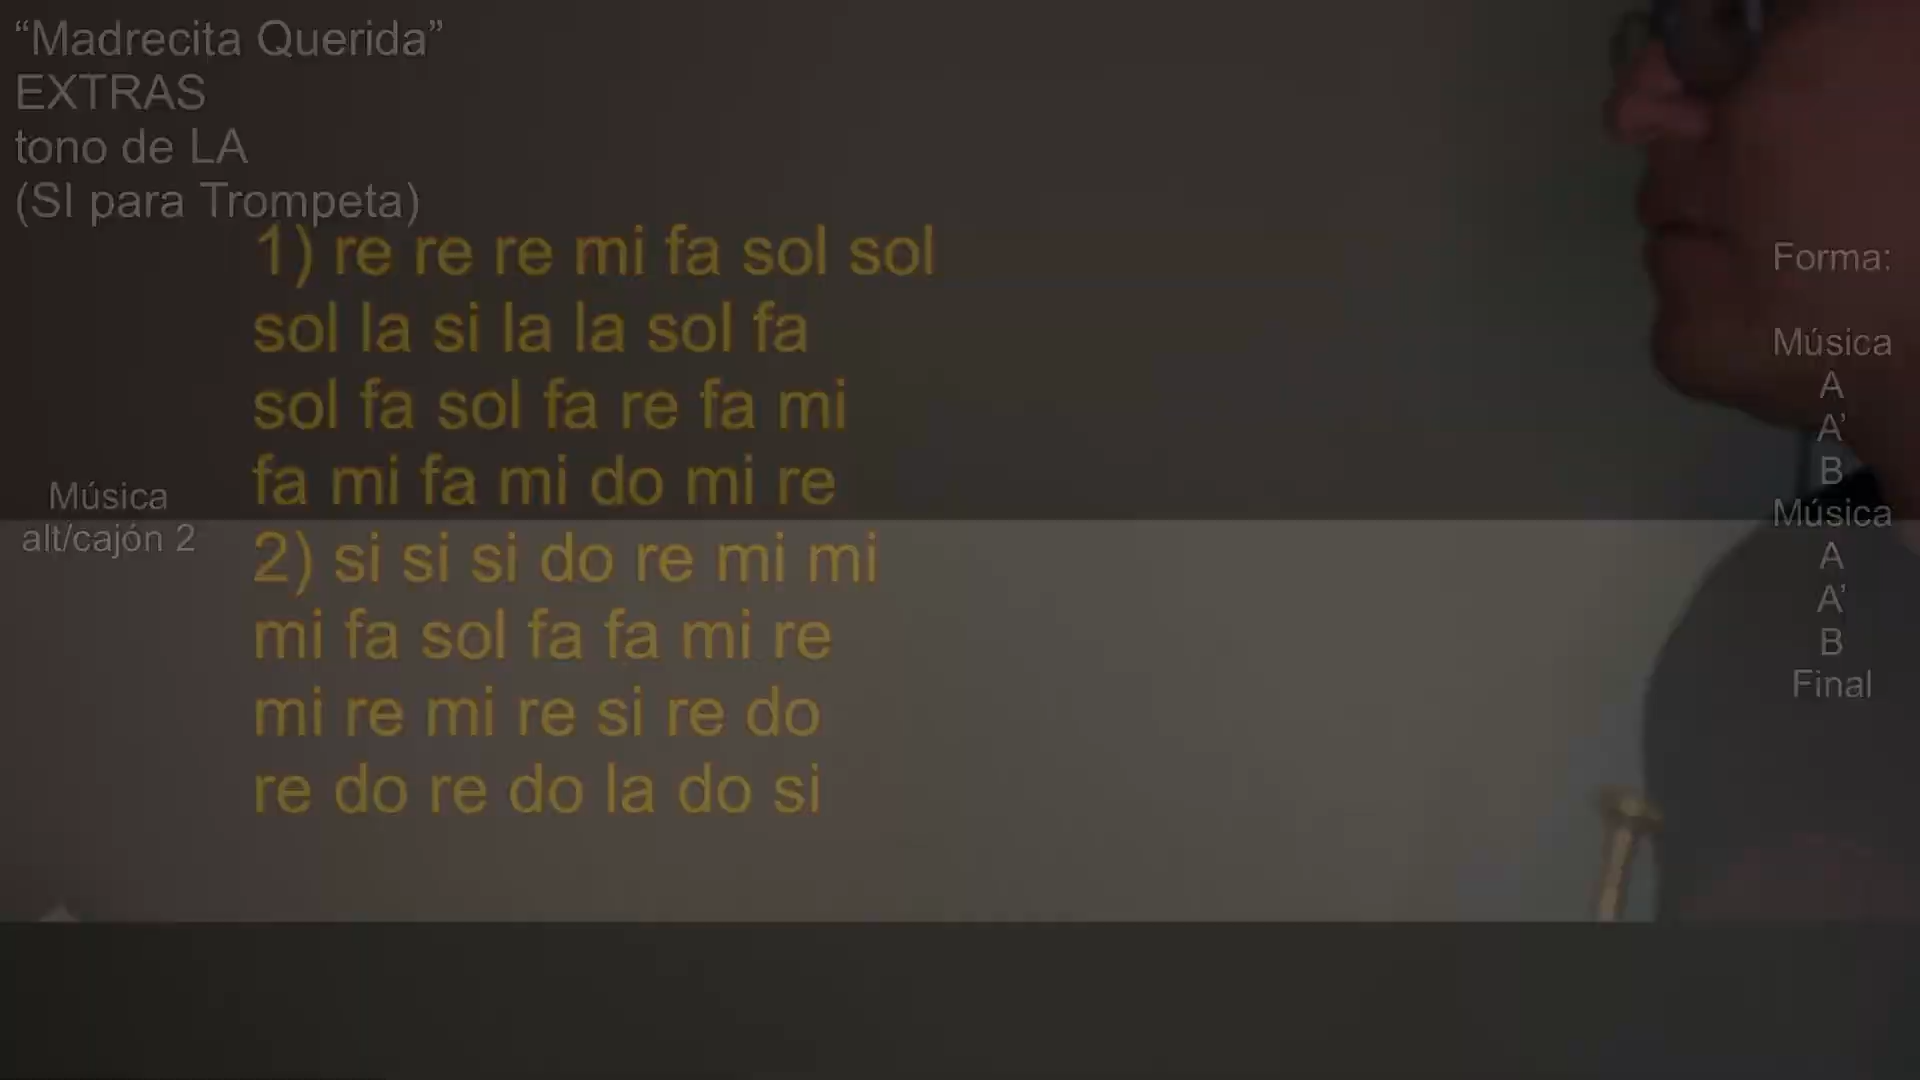 “Madrecita Querida”
EXTRAS
tono de LA
(SI para Trompeta)
1) re re re mi fa sol sol
sol la si la la sol fa
sol fa sol fa re fa mi
fa mi fa mi do mi re
Música
alt/cajón 2
2) si si si do re mi mi
mi fa sol fa fa mi re
mi re mi re si re do
re do re do la do si
Forma:
Música
A
A’
B
Música
A
A’
B
Final